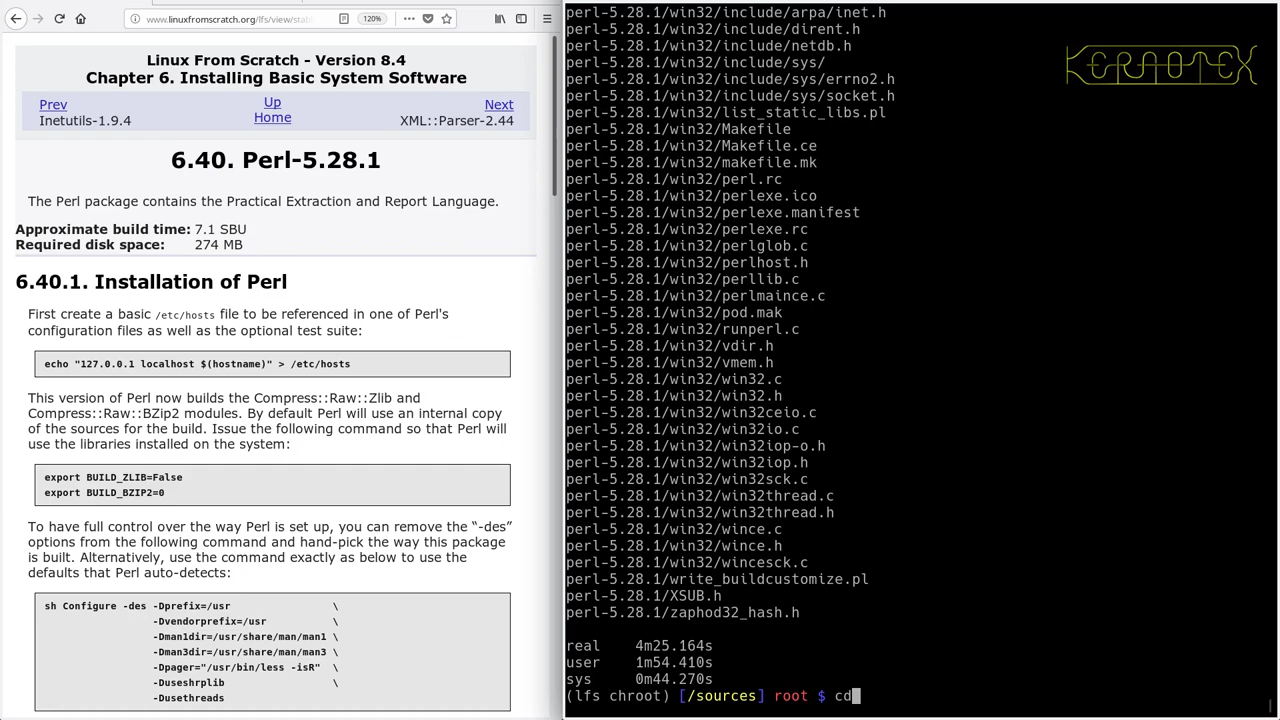 www.linuxfromscratch.org/lfs/view/stab
120%
Linux From Scratch - Version 8.4
Chapter 6. Installing Basic System Software
Prev
Up
Next
Inetutils-1.9.4
Home
XML::Parser-2.44
6.40. Perl-5.28.1
The Perl package contains the Practical Extraction and Report Language.
Approximate build time: 7.1 SBU
Required disk space: 274 MB
6.40.1. Installation of Perl
First create a basic /etc/hosts file to be referenced in one of Perl's
configuration files as well as the optional test suite:
echo "127.0.0.1 localhost $(hostname)" > /etc/hosts
This version of Perl now builds the Compress::Raw::Zlib and
Compress::Raw::BZip2 modules. By default Perl will use an internal copy
of the sources for the build. Issue the following command so that Perl will
use the libraries installed on the system:
export BUILD_ZLIB=False
export BUILD_BZIP2=0
To have full control over the way Perl is set up, you can remove the “-des”
options from the following command and hand-pick the way this package
is built. Alternatively, use the command exactly as below to use the
defaults that Perl auto-detects:
sh Configure -des -Dprefix=/usr \
-Dvendorprefix=/usr \
-Dman1dir=/usr/share/man/man1 \
-Dman3dir=/usr/share/man/man3 \
-Dpager="/usr/bin/less -isR" \
-Duseshrplib \
-Dusethreads
perl-5.28.1/win32/include/arpa/inet.h
perl-5.28.1/win32/include/dirent.h
perl-5.28.1/win32/include/netdb.h
perl-5.28.1/win32/include/sys/
perl-5.28.1/win32/include/sys/errno2.h
perl-5.28.1/win32/include/sys/socket.h
perl-5.28.1/win32/list_static_libs.pl
perl-5.28.1/win32/Makefile
perl-5.28.1/win32/Makefile.ce
perl-5.28.1/win32/makefile.mk
perl-5.28.1/win32/perl.rc
perl-5.28.1/win32/perlexe.ico
perl-5.28.1/win32/perlexe.manifest
perl-5.28.1/win32/perlexe.rc
perl-5.28.1/win32/perlglob.c
perl-5.28.1/win32/perlhost.h
perl-5.28.1/win32/perllib.c
perl-5.28.1/win32/perlmaince.c
perl-5.28.1/win32/pod.mak
perl-5.28.1/win32/runperl.c
perl-5.28.1/win32/vdir.h
perl-5.28.1/win32/vmem.h
perl-5.28.1/win32/win32.c
perl-5.28.1/win32/win32.h
perl-5.28.1/win32/win32ceio.c
perl-5.28.1/win32/win32io.c
perl-5.28.1/win32/win32iop-o.h
perl-5.28.1/win32/win32iop.h
perl-5.28.1/win32/win32sck.c
perl-5.28.1/win32/win32thread.c
perl-5.28.1/win32/win32thread.h
perl-5.28.1/win32/wince.c
perl-5.28.1/win32/wince.h
perl-5.28.1/win32/wincesck.c
perl-5.28.1/write_buildcustomize.pl
perl-5.28.1/XSUB.h
perl-5.28.1/zaphod32_hash.h
real 4m25.164s
user 1m54.410s
sys 0m44.270s
(lfs chroot) [/sources] root $ cd